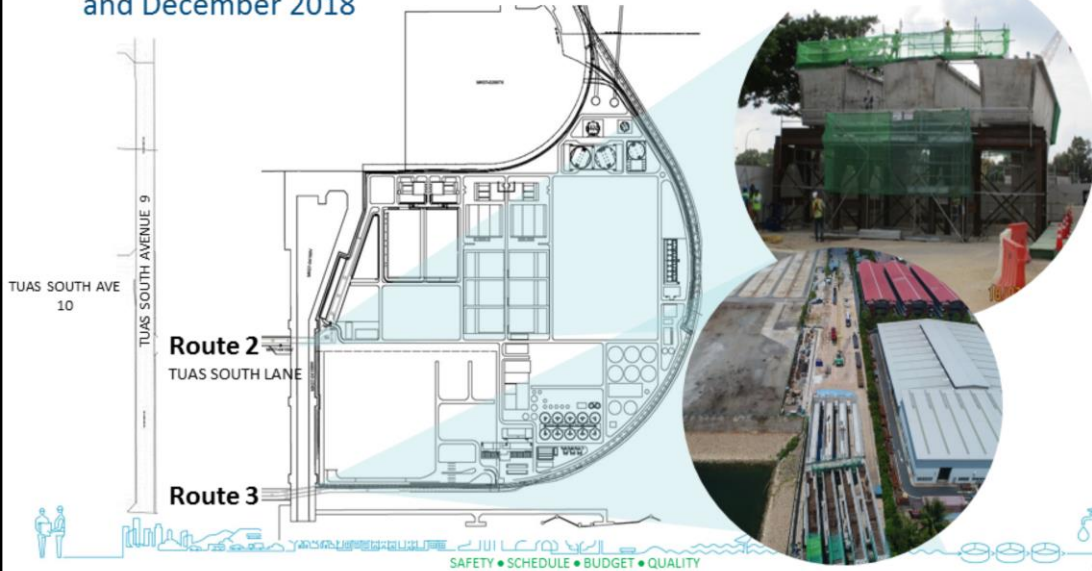 and December 2018
TUAS SOUTH AVENUE 9
TUAS SOUTH AVE
10
Route 2
TUAS SOUTH LANE
Route 3
SAFETY • SCHEDULE • BUDGET • QUALITY